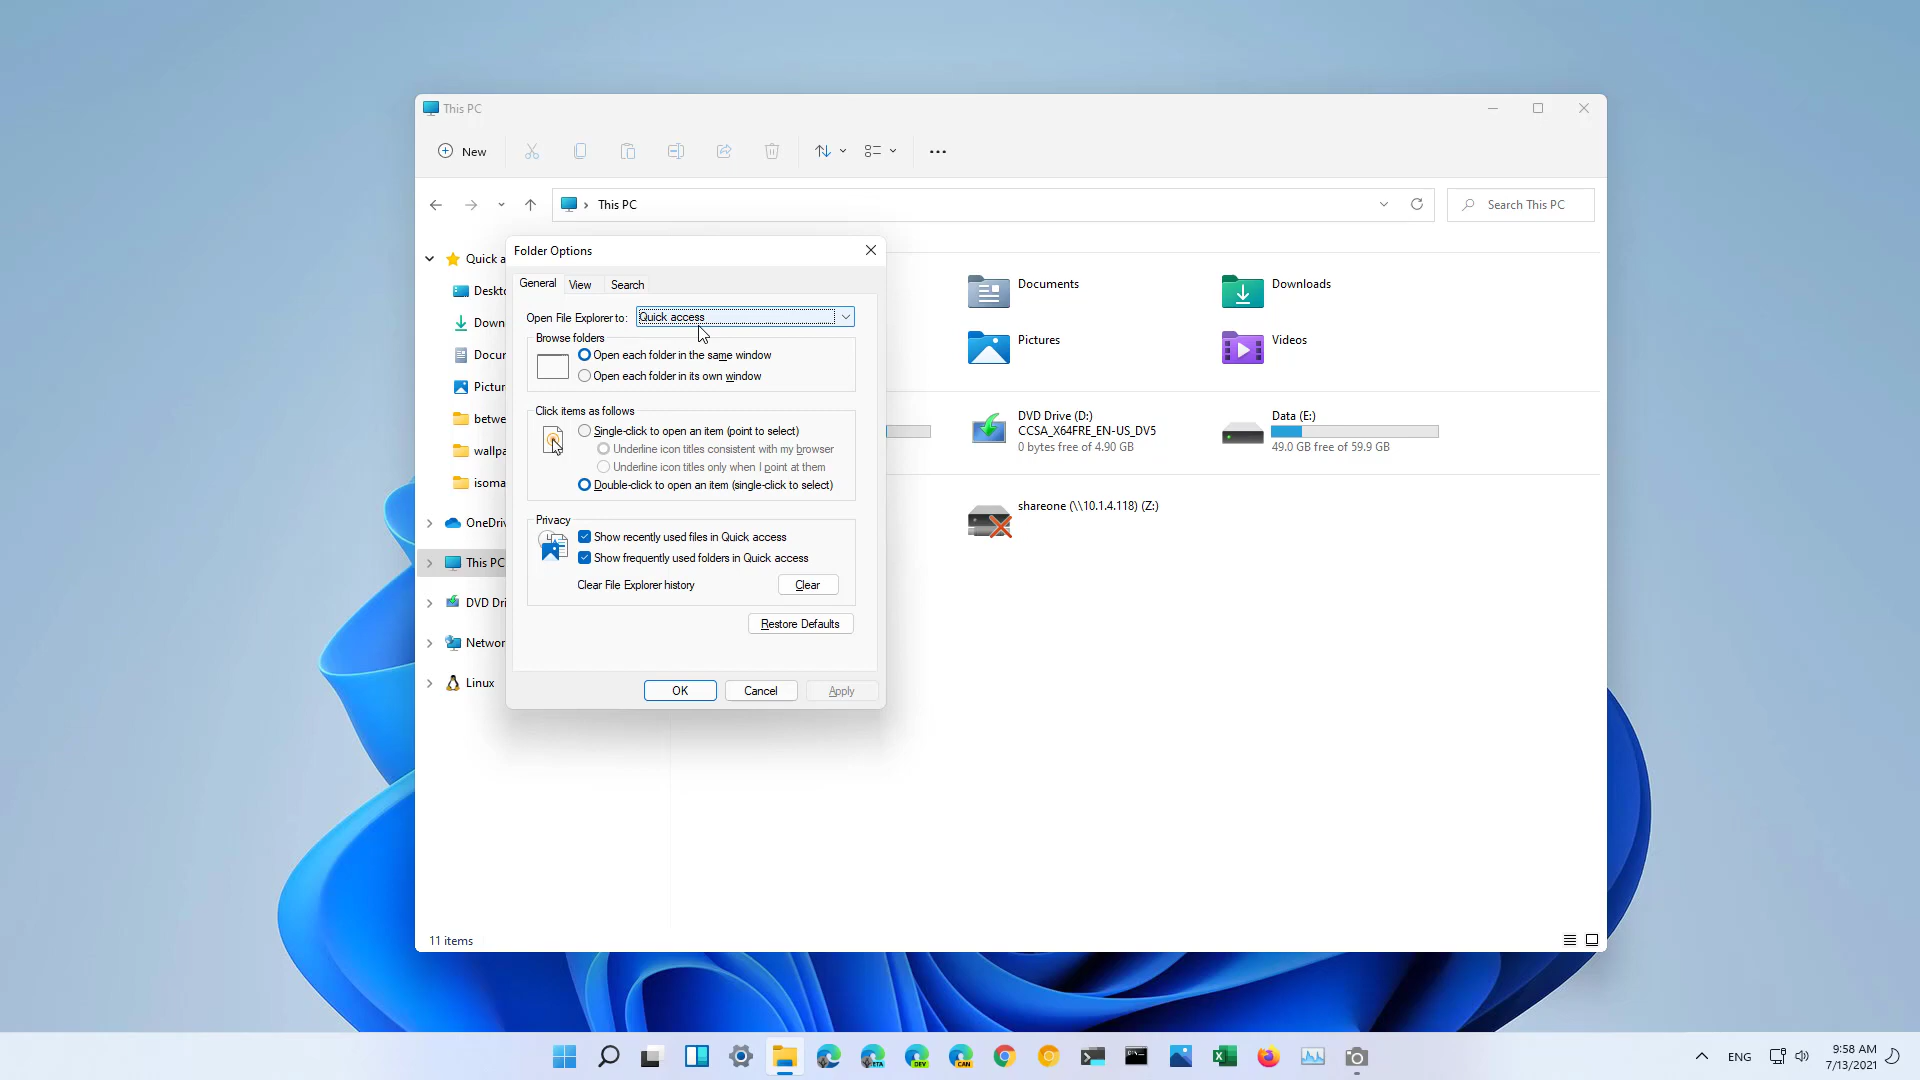 This PC
New
This PC
Search This PC
Folder Options
General
View
Search
Open File Explorer to:
Quick access
Browse folders
Open each folder in the same window
Open each folder in its own window
Click items as follows
Single-click to open an item (point to select)
Underline icon titles consistent with my browser
Underline icon titles only when I point at them
Double-click to open an item (single-click to select)
Privacy
Show recently used files in Quick access
Show frequently used folders in Quick access
Clear File Explorer history
Clear
Restore Defaults
OK
Cancel
Apply
Quick a
Deskto
Down
Docur
Pictur
betwe
wallpa
isoma
OneDriv
This PC
DVD Dri
Networ
Linux
Documents
Downloads
Pictures
Videos
DVD Drive (D:)
CCSA_X64FRE_EN-US_DV5
0 bytes free of 4.90 GB
Data (E:)
49.0 GB free of 59.9 GB
shareone (\\10.1.4.118) (Z:)
11 items
BETA
DEV
CAN
ENG
9:58 AM
7/13/2021